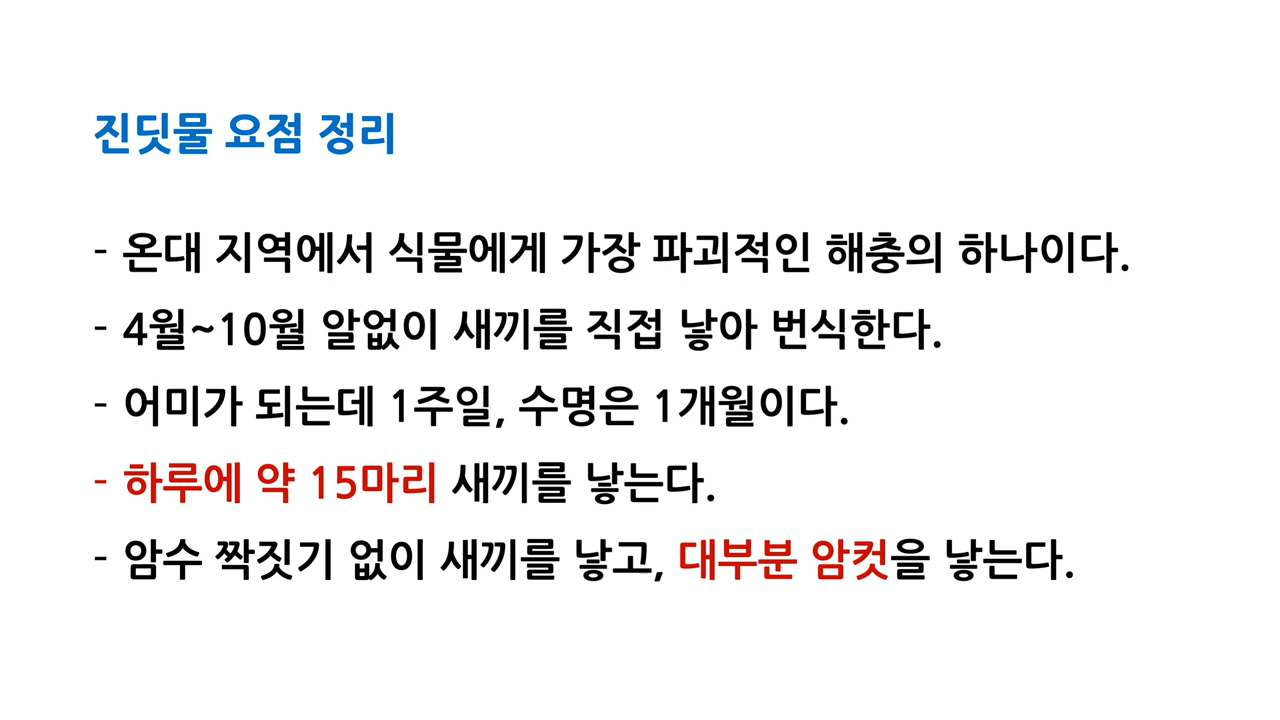 진딧물 요점 정리
- 온대 지역에서 식물에게 가장 파괴적인 해충의 하나이다.
- 4월~10월 알없이 새끼를 직접 낳아 번식한다.
- 어미가 되는데 1주일, 수명은 1개월이다.
- 하루에 약 15마리 새끼를 낳는다.
- 암수 짝짓기 없이 새끼를 낳고, 대부분 암컷을 낳는다.